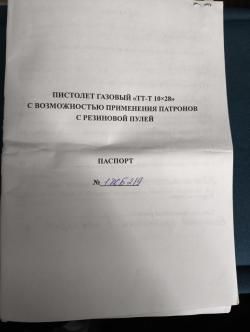 ПИСТОЛЕТ ГАЗОВЫЙ «ТТ-Т 10×28»
С ВОЗМОЖНОСТЬЮ ПРИМЕНЕНИЯ ПАТРОНОВ
С РЕЗИНОВОЙ ПУЛЕЙ
ПАСПОРТ
№